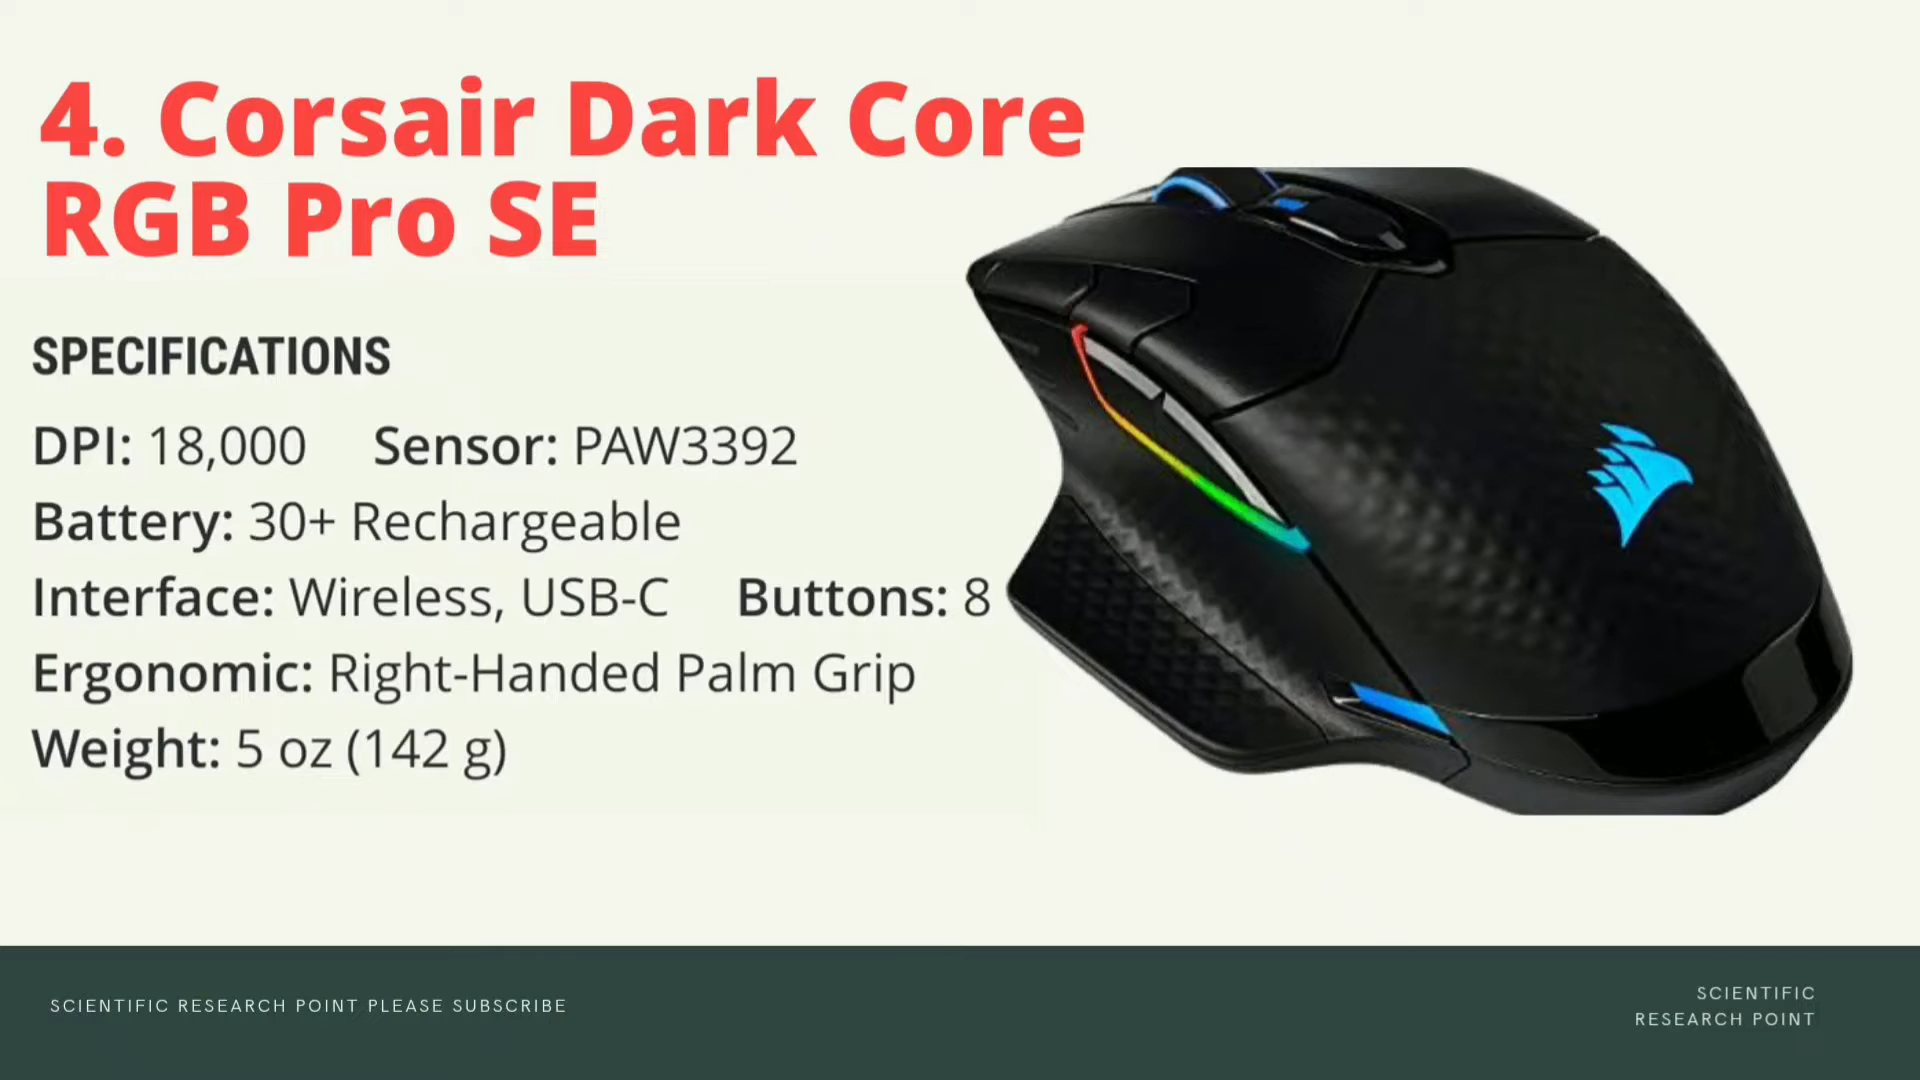 4. Corsair Dark Core
RGB Pro SE
SPECIFICATIONS
DPI: 18,000 Sensor: PAW3392
Battery: 30+ Rechargeable
Interface: Wireless, USB-C Buttons: 8
Ergonomic: Right-Handed Palm Grip
Weight: 5 oz (142 g)
SCIENTIFIC RESEARCH POINT PLEASE SUBSCRIBE
SCIENTIFIC
RESEARCH POINT